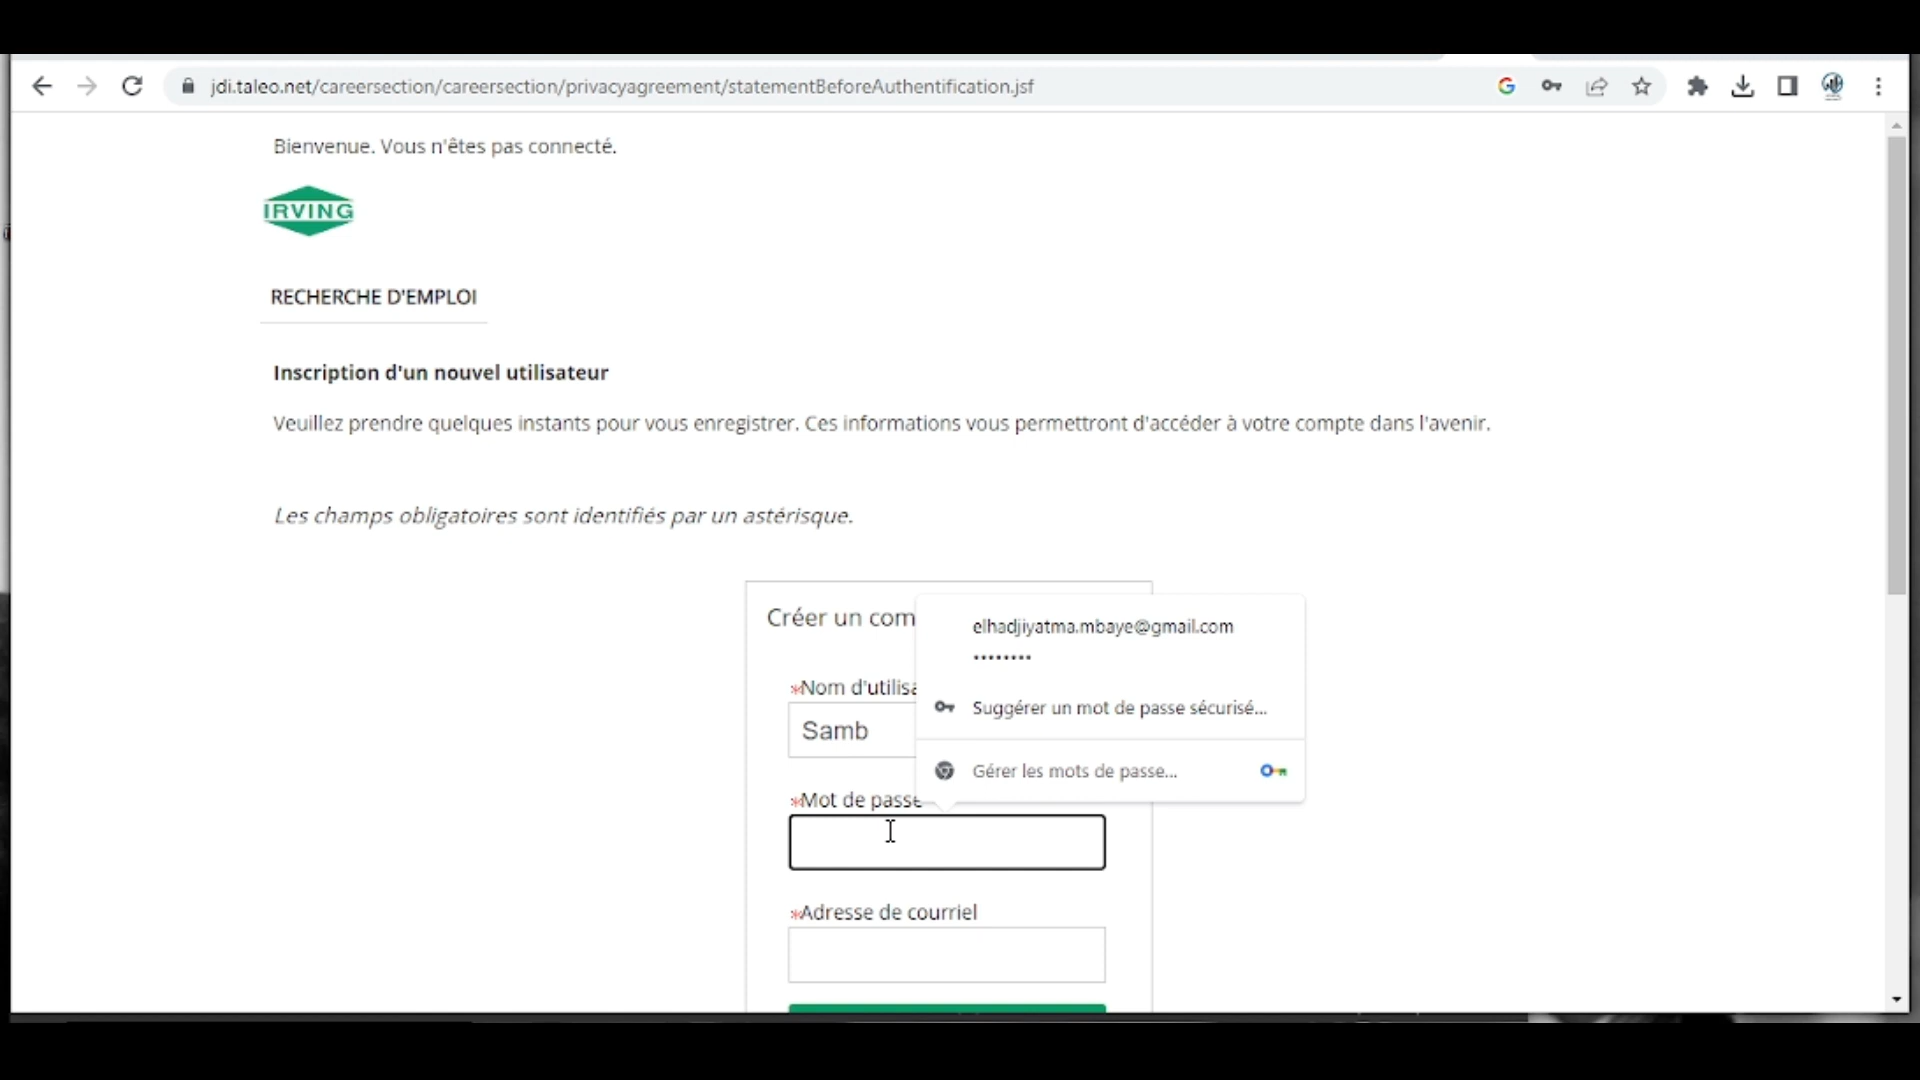 jdi.taleo.net/careersection/careersection/privacyagreement/statementBeforeAuthentification.jsf
Bienvenue. Vous n'êtes pas connecté.
IRVING
RECHERCHE D'EMPLOI
Inscription d'un nouvel utilisateur
Veuillez prendre quelques instants pour vous enregistrer. Ces informations vous permettront d'accéder à votre compte dans l'avenir.
Les champs obligatoires sont identifiés par un astérisque.
Créer un com
elhadjiyatma.mbaye@gmail.com
••••••••
*Nom d'utilisa
Suggérer un mot de passe sécurisé...
Samb
Gérer les mots de passe...
*Mot de passe
*Adresse de courriel